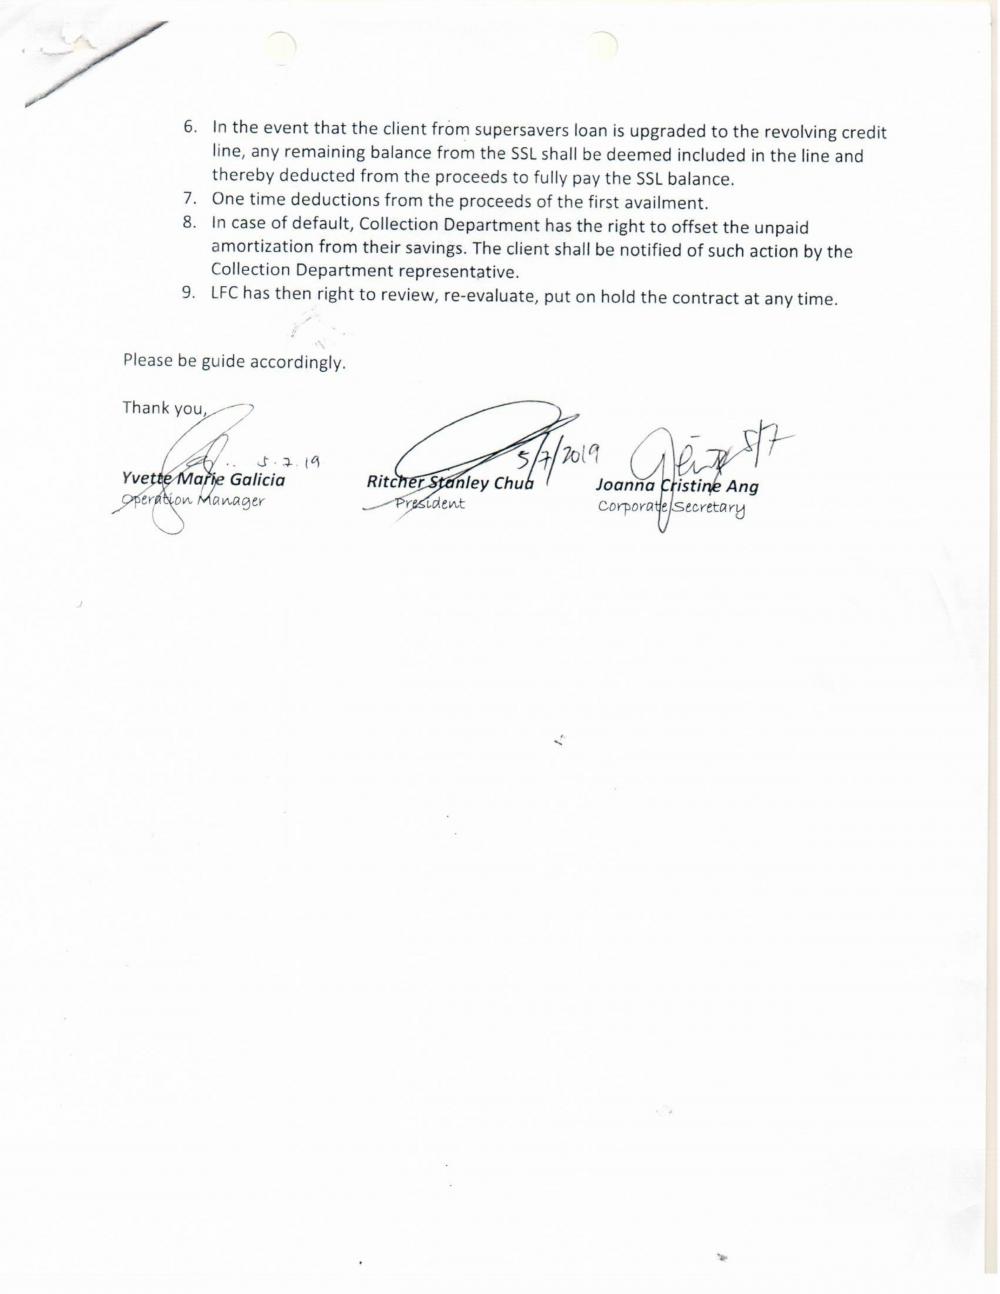 6. In the event that the client from supersavers loan is upgraded to the revolving credit
line, any remaining balance from the SSL shall be deemed included in the line and
thereby deducted from the proceeds to fully pay the SSL balance.
7. One time deductions from the proceeds of the first availment.
8. In case of default, Collection Department has the right to offset the unpaid
amortization from their savings. The client shall be notified of such action by the
Collection Department representative.
9. LFC has then right to review, re-evaluate, put on hold the contract at any time.
Please be guide accordingly.
Thank you,
5.7.19 5/7/2019 5/7
Yvette Marie Galicia Ritcher Stanley Chua Joanna Cristine Ang
Operation Manager President Corporate Secretary